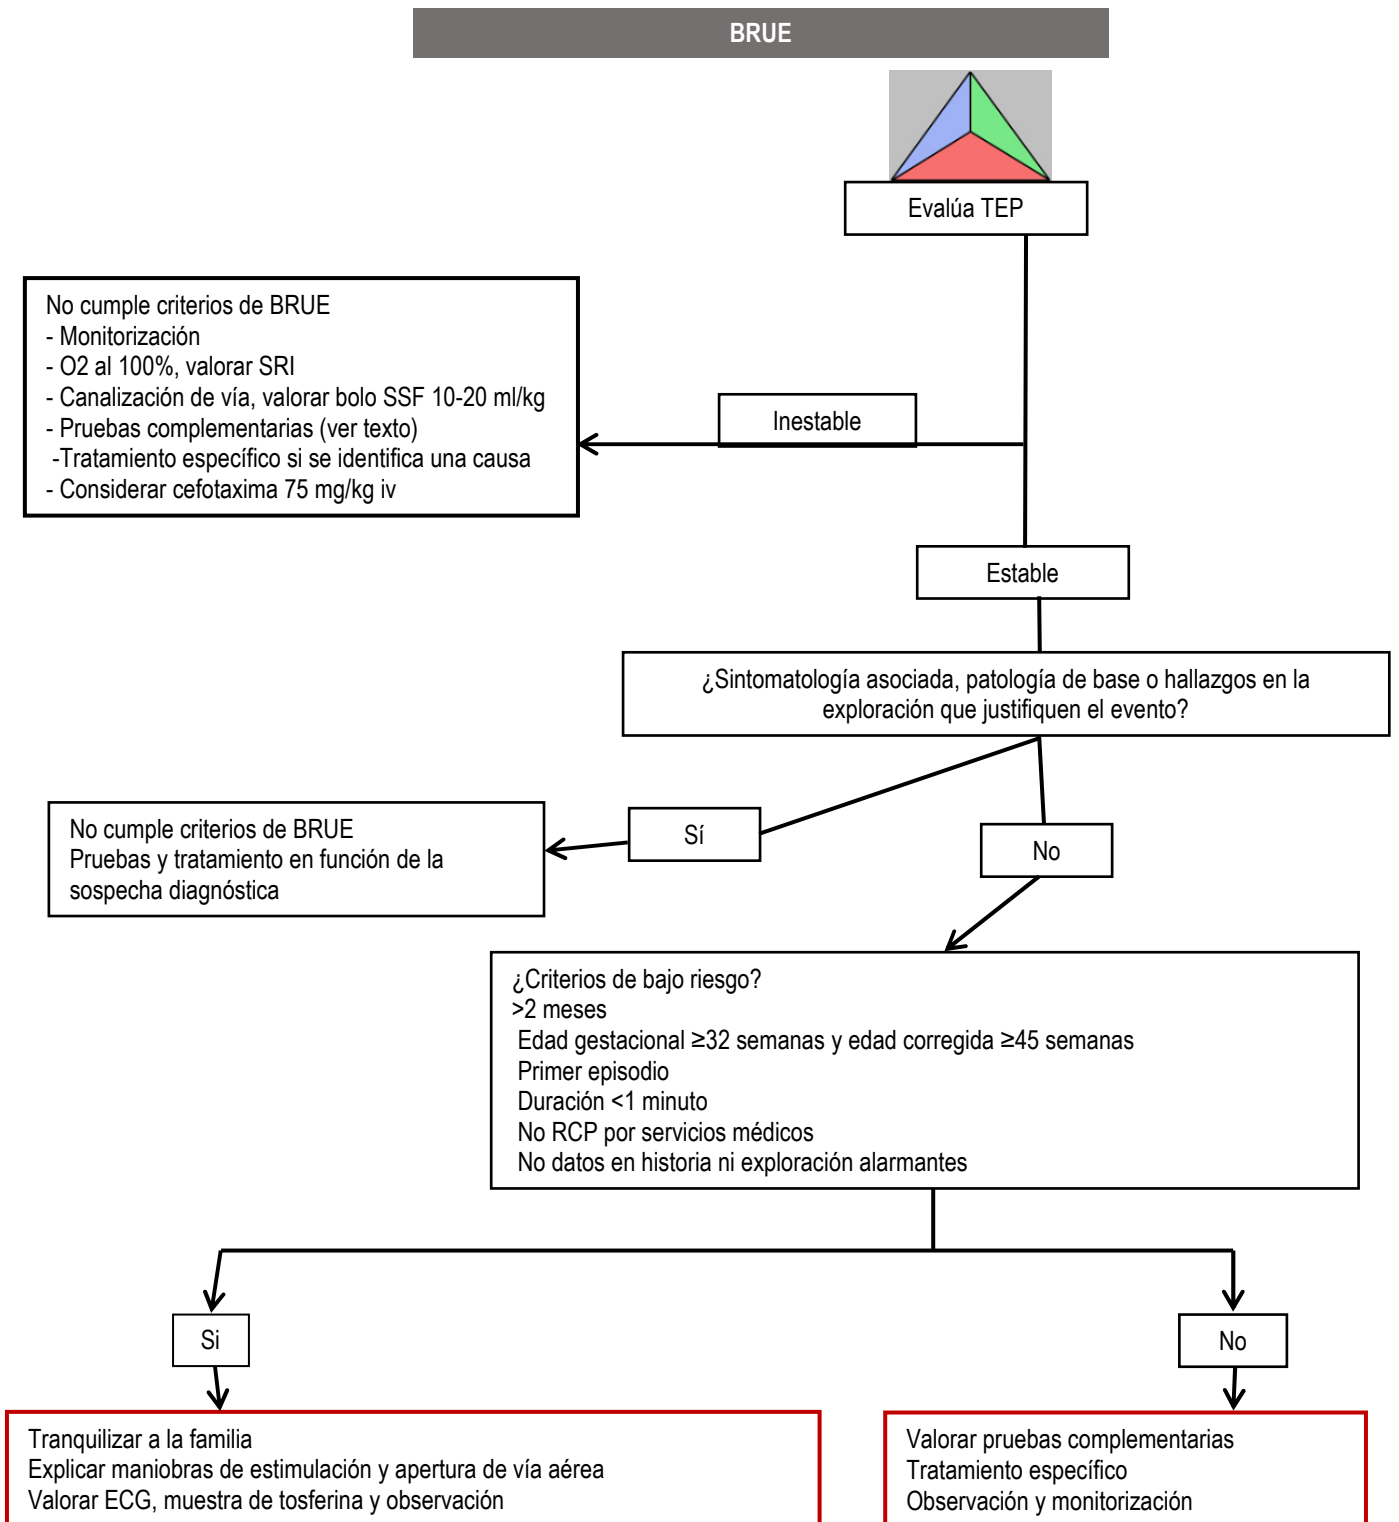 BRUE
Evalúa TEP
No cumple criterios de BRUE
- Monitorización
- O2 al 100%, valorar SRI
- Canalización de vía, valorar bolo SSF 10-20 ml/kg
- Pruebas complementarias (ver texto)
-Tratamiento específico si se identifica una causa
- Considerar cefotaxima 75 mg/kg iv
Inestable
Estable
¿Sintomatología asociada, patología de base o hallazgos en la
exploración que justifiquen el evento?
No cumple criterios de BRUE
Pruebas y tratamiento en función de la
sospecha diagnóstica
Sí
No
¿Criterios de bajo riesgo?
>2 meses
Edad gestacional ≥32 semanas y edad corregida ≥45 semanas
Primer episodio
Duración <1 minuto
No RCP por servicios médicos
No datos en historia ni exploración alarmantes
Si
No
Tranquilizar a la familia
Explicar maniobras de estimulación y apertura de vía aérea
Valorar ECG, muestra de tosferina y observación
Valorar pruebas complementarias
Tratamiento específico
Observación y monitorización